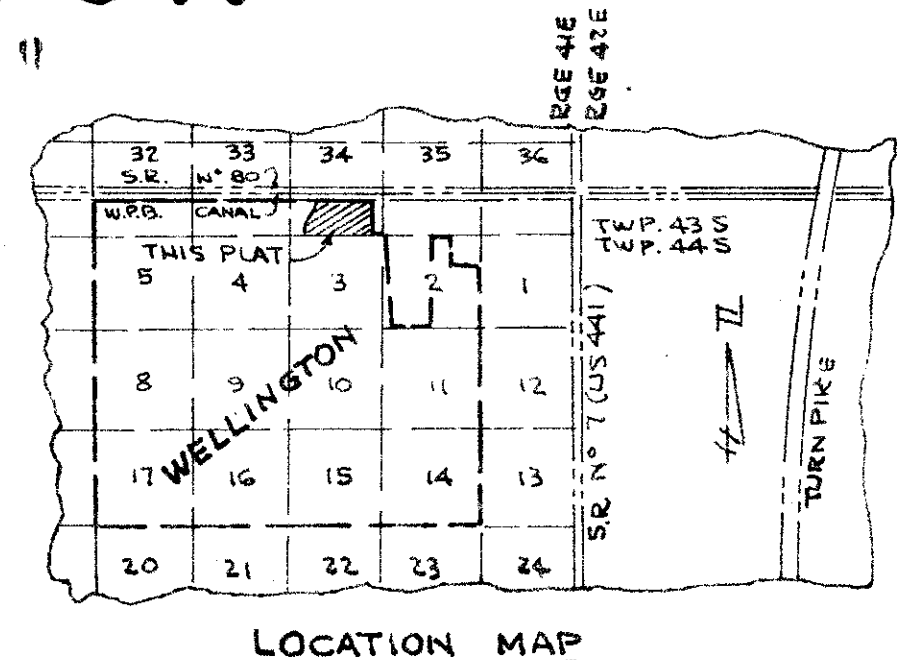 RGE 41E
RGE 42E
32 33 34 35 36
S.R. Nº 80
W.P.B. CANAL
TWP. 43 S
TWP. 44 S
THIS PLAT
5 4 3 2 1
WELLINGTON
8 9 10 11 12
17 16 15 14 13
20 21 22 23 24
S.R Nº 7 (US 441)
TURNPIKE
LOCATION MAP